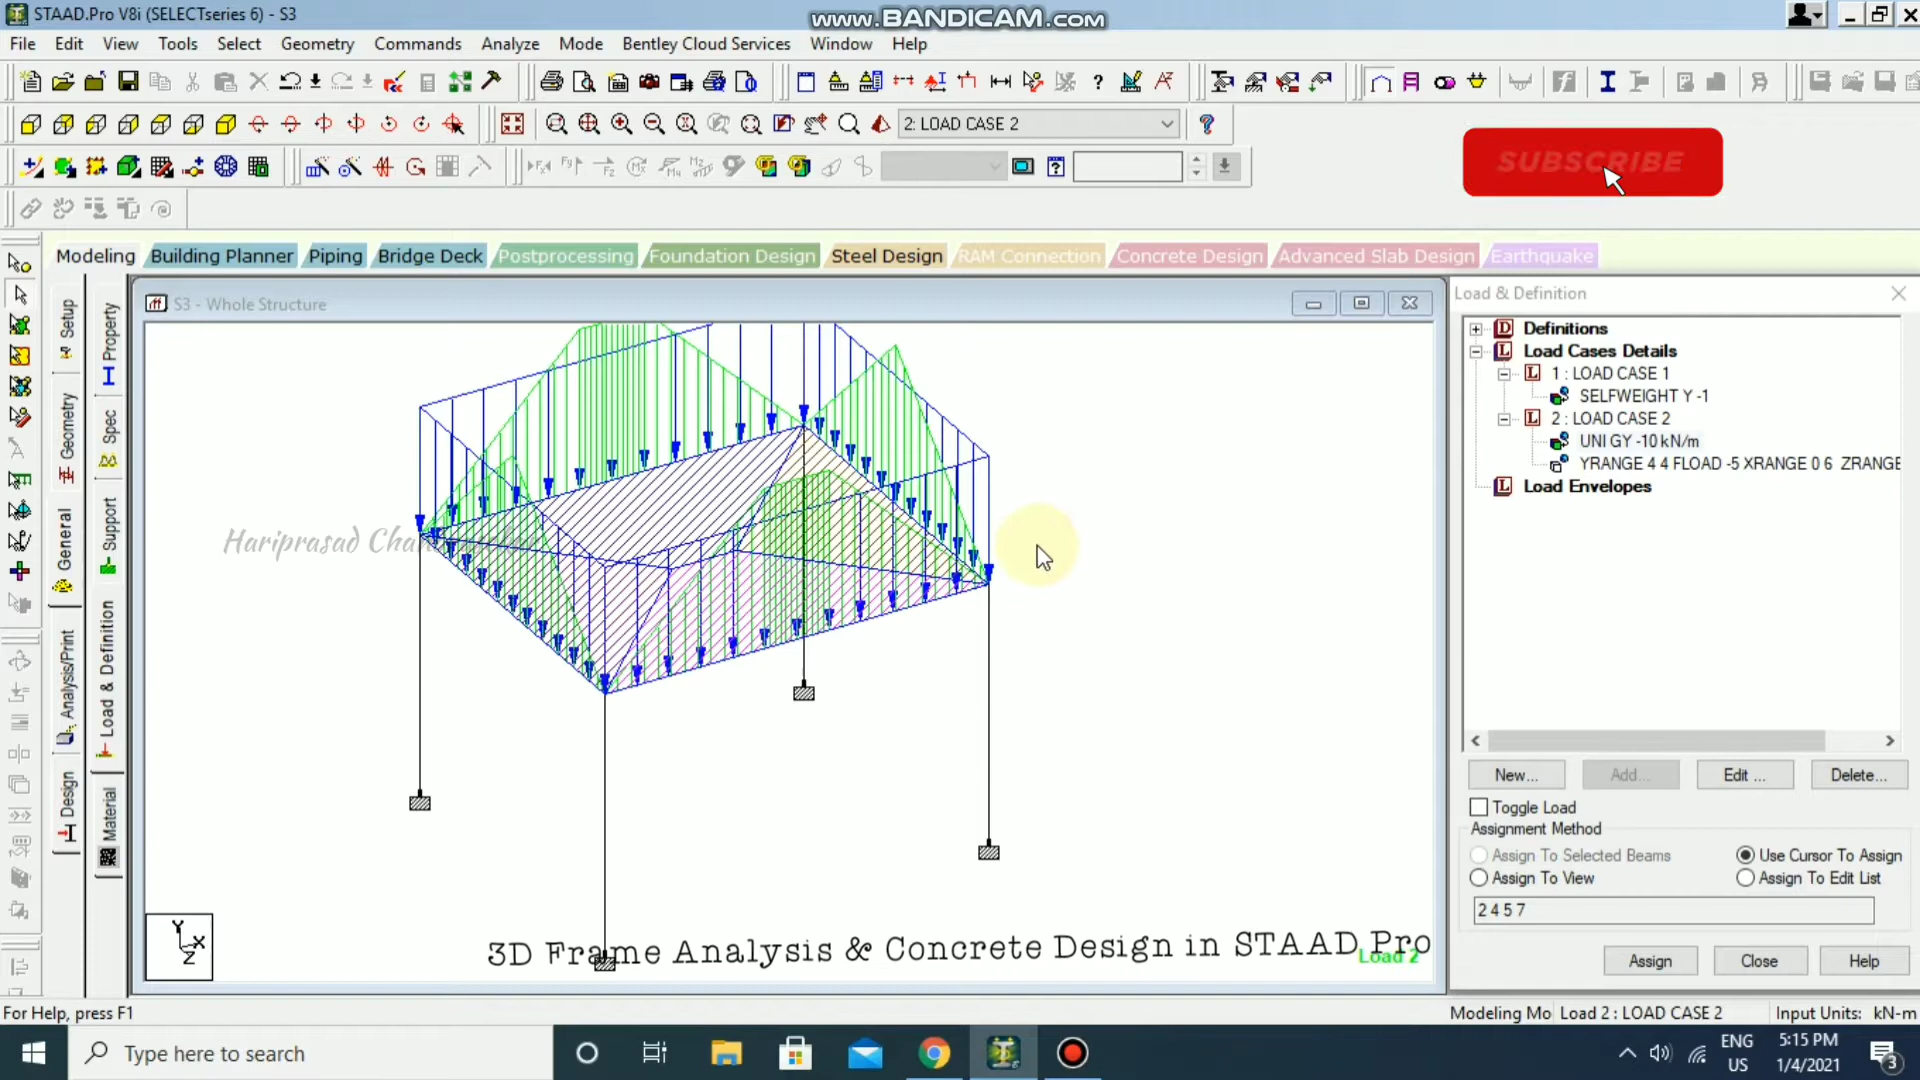 STAAD.Pro V8i (SELECTseries 6) - S3
www.BANDICAM.com
File Edit View Tools Select Geometry Commands Analyze Mode Bentley Cloud Services Window Help
2: LOAD CASE 2
SUBSCRIBE
Modeling Building Planner Piping Bridge Deck Postprocessing Foundation Design Steel Design RAM Connection Concrete Design Advanced Slab Design Earthquake
S3 - Whole Structure
Load & Definition
Setup
Geometry
General
Analysis/Print
Design
Property
Spec
Support
Load & Definition
Material
Definitions
Load Cases Details
1 : LOAD CASE 1
SELFWEIGHT Y -1
2 : LOAD CASE 2
UNI GY -10 kN/m
YRANGE 4 4 FLOAD -5 XRANGE 0 6 ZRANGE
Load Envelopes
Hariprasad
New... Add... Edit ... Delete...
Toggle Load
Assignment Method
Assign To Selected Beams Use Cursor To Assign
Assign To View Assign To Edit List
2 4 5 7
Assign Close Help
Y
X
Z
3D Frame Analysis & Concrete Design in STAAD Pro
Load 2
For Help, press F1
Modeling Mo Load 2 : LOAD CASE 2 Input Units: kN-m
Type here to search
ENG
US
5:15 PM
1/4/2021
3